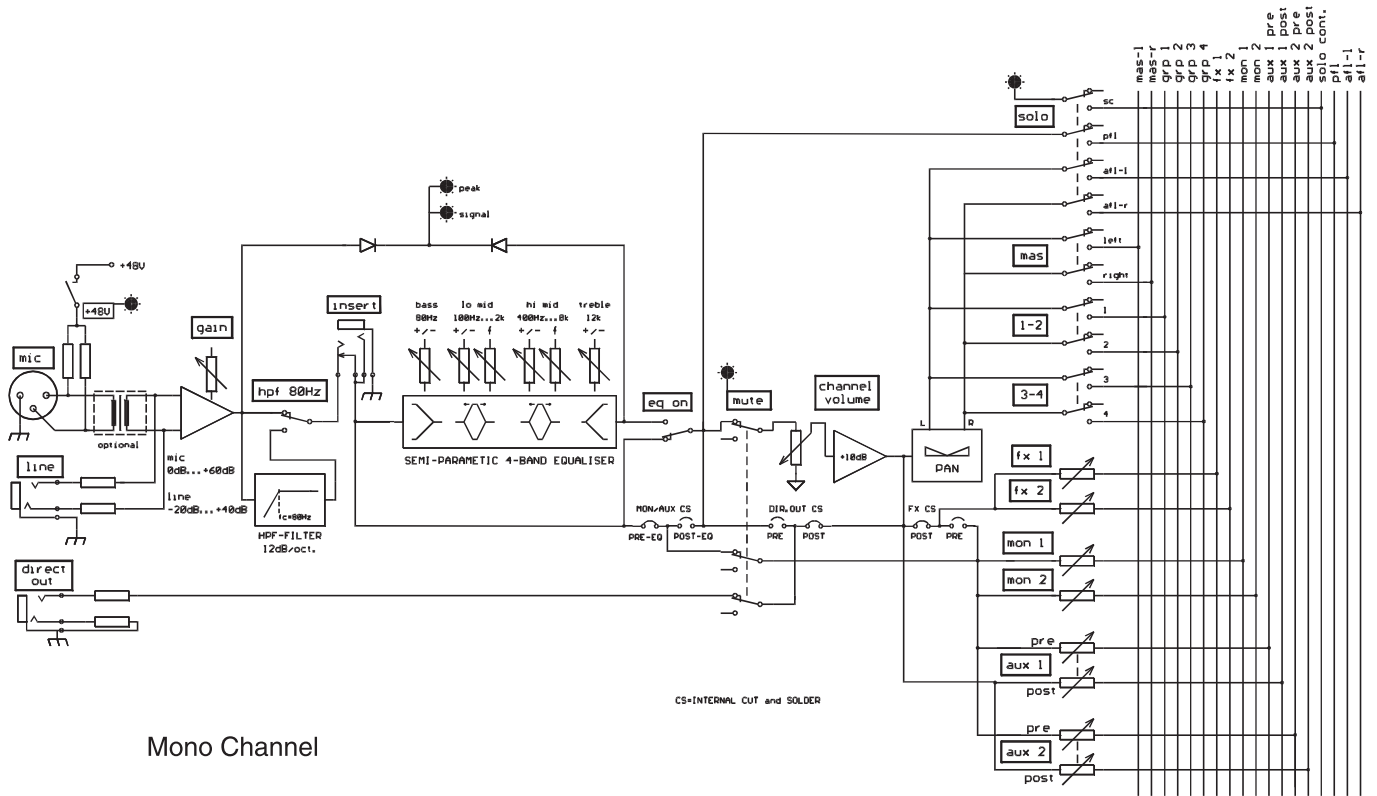 mas-l
mas-r
grp 1
grp 2
grp 3
grp 4
fx 1
fx 2
mon 1
mon 2
aux 1 pre
aux 1 post
aux 2 pre
aux 2 post
solo cont.
pfl
afl-l
afl-r
solo
sc
pfl
afl-l
afl-r
peak
signal
mas
left
right
+48V
+48V
insert
bass
80Hz
+/-
lo mid
100Hz...2k
+/- f
hi mid
400Hz...8k
+/- f
treble
12k
+/-
gain
1-2
1
2
mic
hpf 80Hz
eq on
mute
channel
volume
3-4
3
4
optional
L
R
SEMI-PARAMETIC 4-BAND EQUALISER
+10dB
PAN
mic
0dB...+60dB
line
line
-20dB...+40dB
fc=80Hz
HPF-FILTER
12dB/oct.
fx 1
fx 2
MON/AUX CS
PRE-EQ
POST-EQ
DIR.OUT CS
PRE
POST
FX CS
POST
PRE
mon 1
mon 2
direct
out
pre
aux 1
post
CS=INTERNAL CUT and SOLDER
pre
aux 2
post
Mono Channel